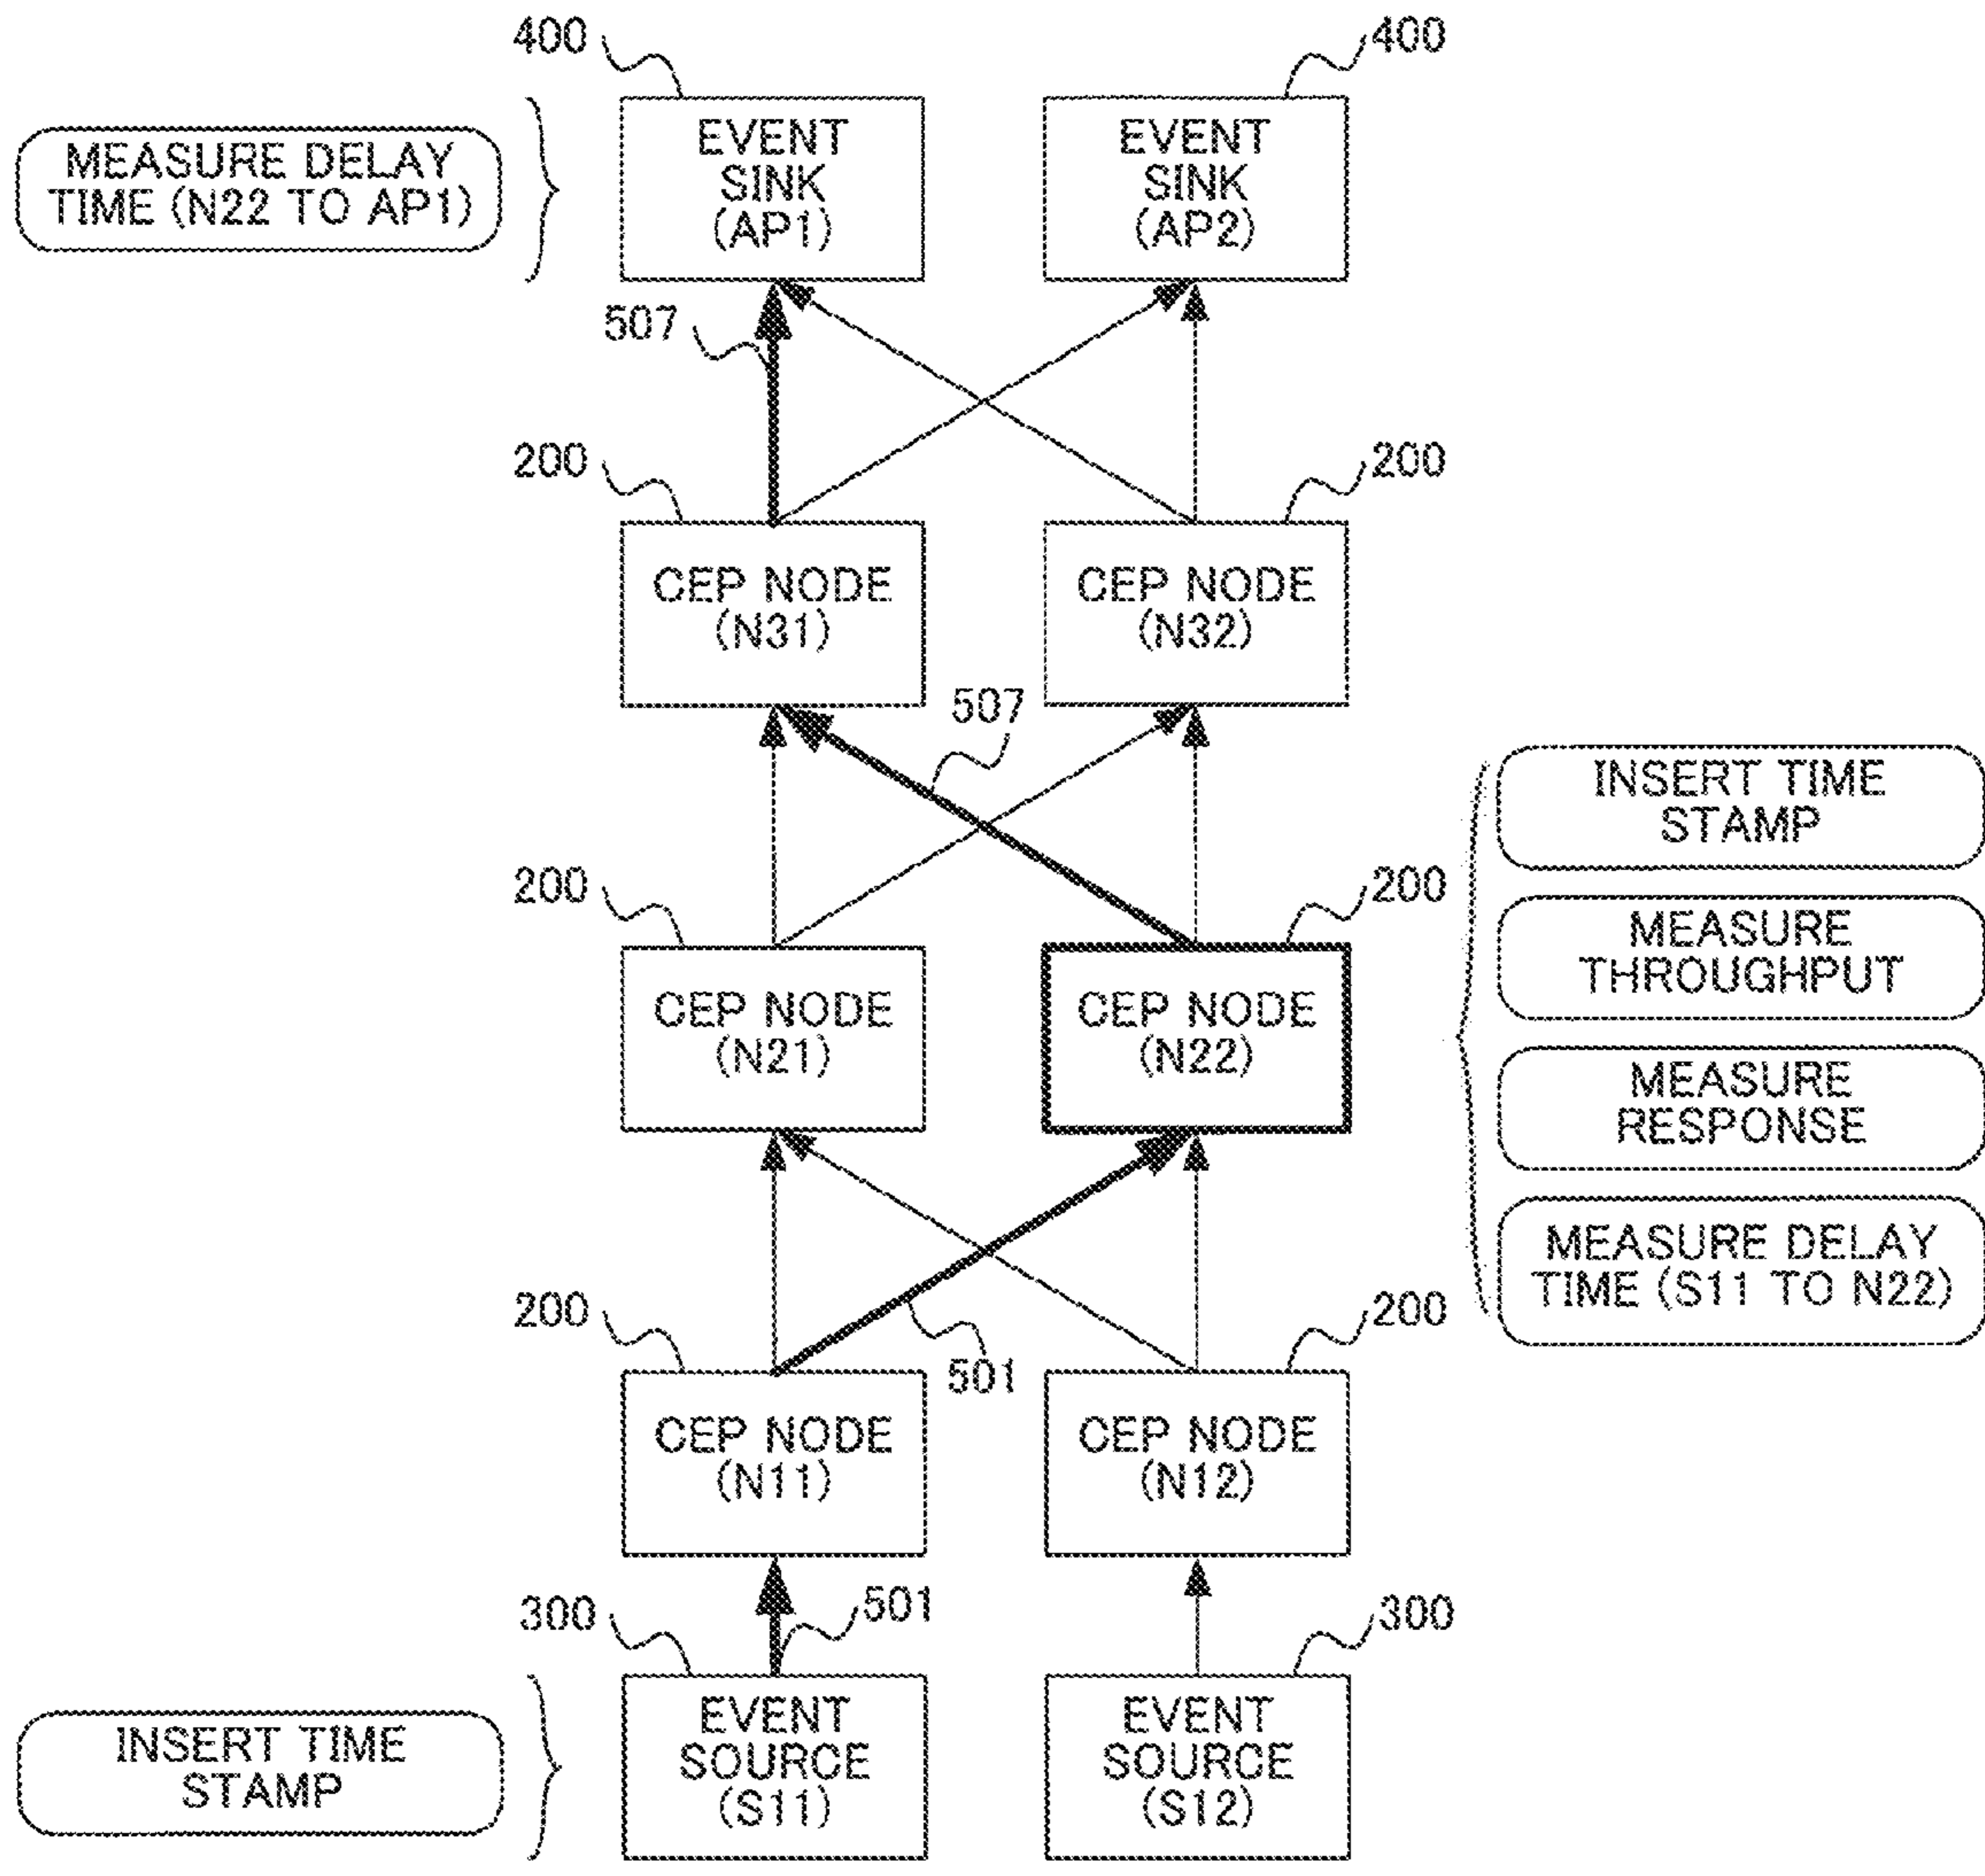 400
400
EVENT
SINK
(AP1)
EVENT
SINK
(AP2)
MEASURE DELAY
TIME (N22 TO AP1)
507
200
200
CEP NODE
(N31)
CEP NODE
(N32)
507
INSERT TIME
STAMP
200
200
MEASURE
THROUGHPUT
CEP NODE
(N21)
CEP NODE
(N22)
MEASURE
RESPONSE
MEASURE DELAY
TIME (S11 TO N22)
200
200
501
CEP NODE
(N11)
CEP NODE
(N12)
300
501
300
EVENT
SOURCE
(S11)
EVENT
SOURCE
(S12)
INSERT TIME
STAMP